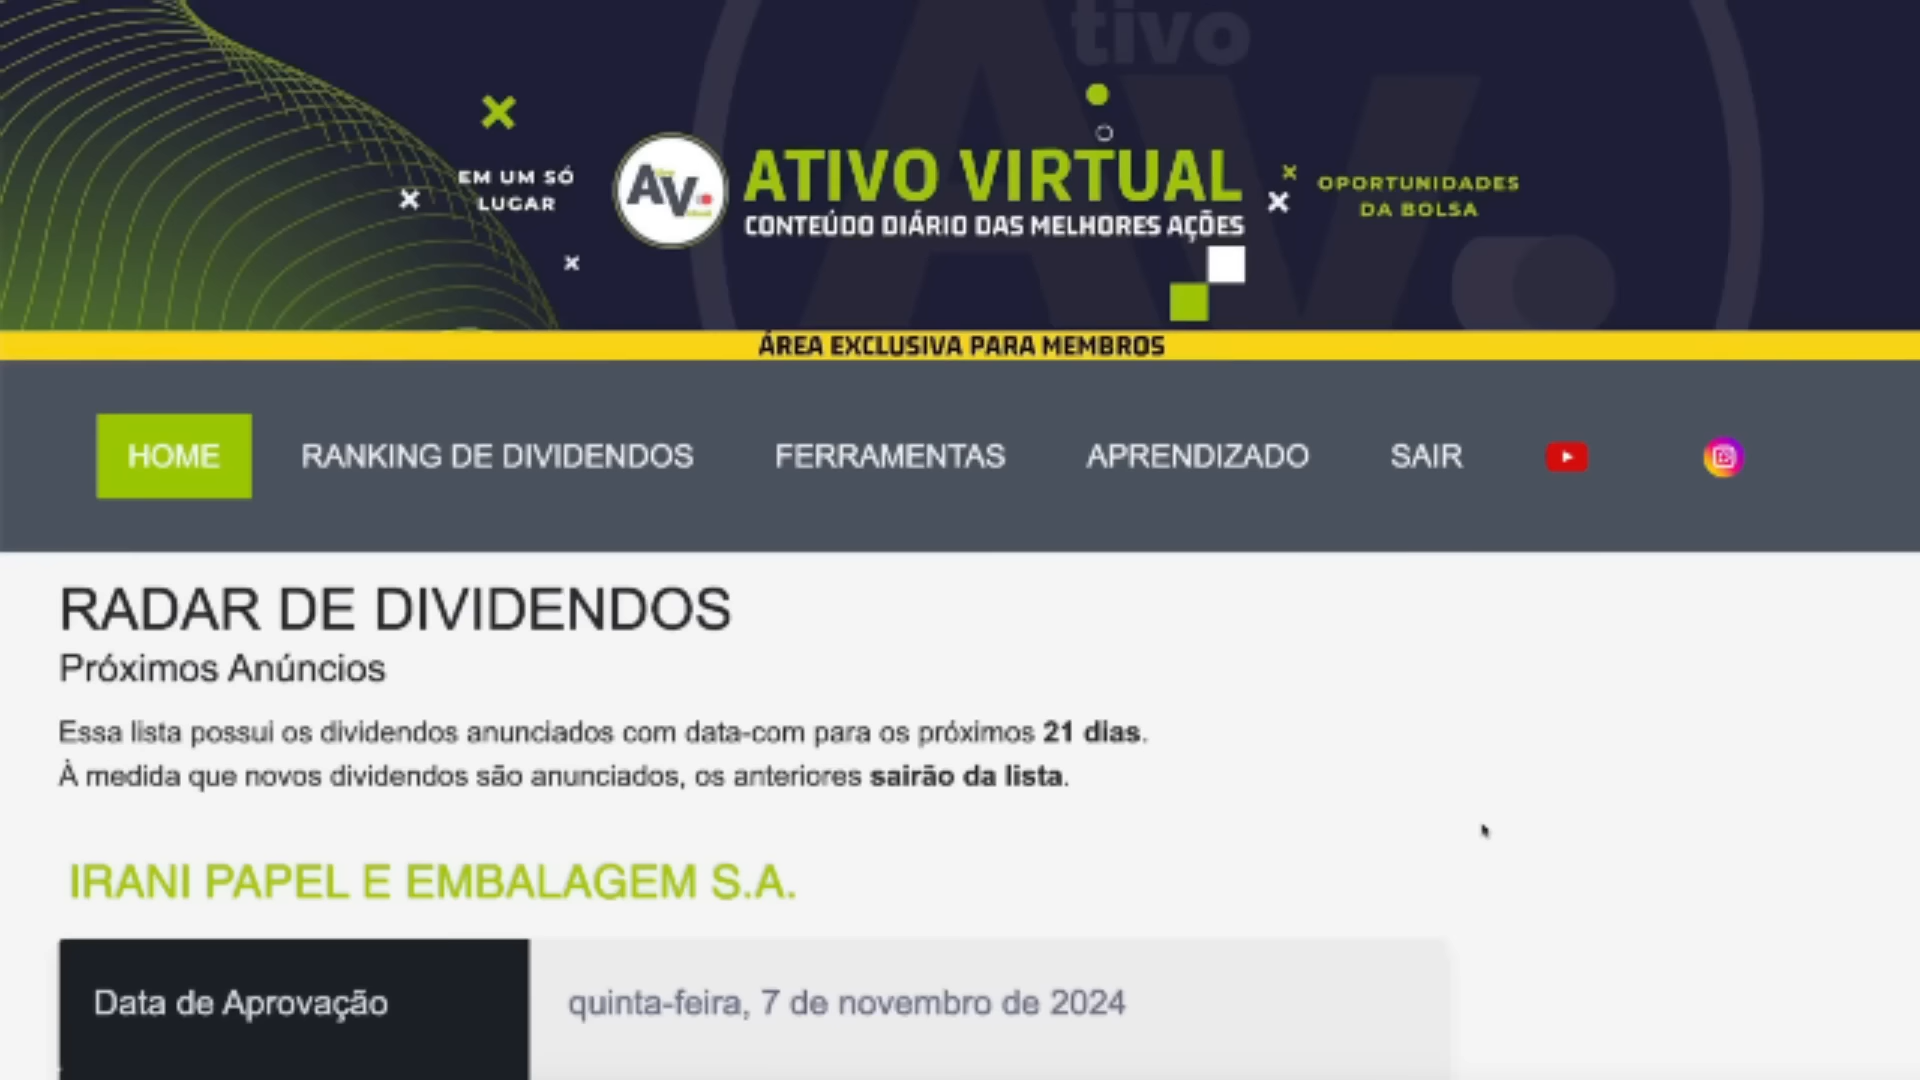 tivo
EM UM SÓ
LUGAR
AV.
ATIVO VIRTUAL
CONTEÚDO DIÁRIO DAS MELHORES AÇÕES
OPORTUNIDADES
DA BOLSA
ÁREA EXCLUSIVA PARA MEMBROS
HOME RANKING DE DIVIDENDOS FERRAMENTAS APRENDIZADO SAIR
RADAR DE DIVIDENDOS
Próximos Anúncios
Essa lista possui os dividendos anunciados com data-com para os próximos 21 dias.
À medida que novos dividendos são anunciados, os anteriores sairão da lista.
IRANI PAPEL E EMBALAGEM S.A.
Data de Aprovação quinta-feira, 7 de novembro de 2024